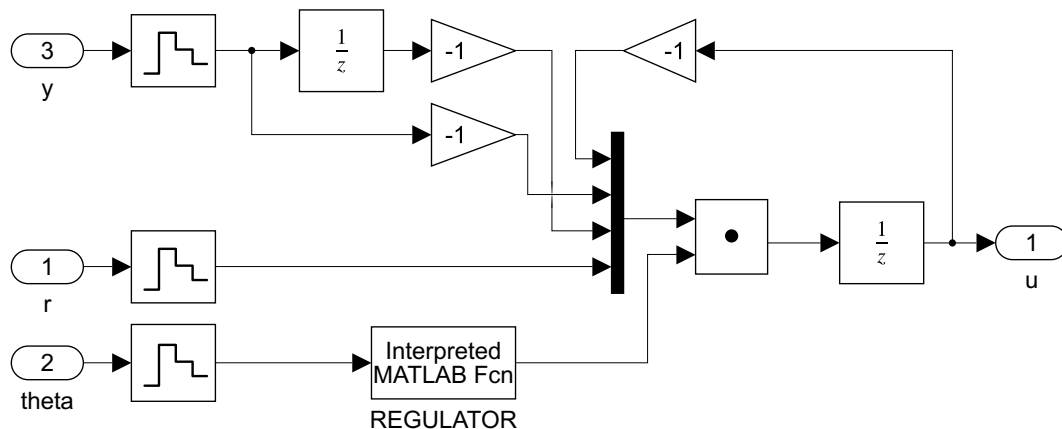 3
y
1
z
-1
-1
-1
1
r
1
z
1
u
2
theta
Interpreted
MATLAB Fcn
REGULATOR